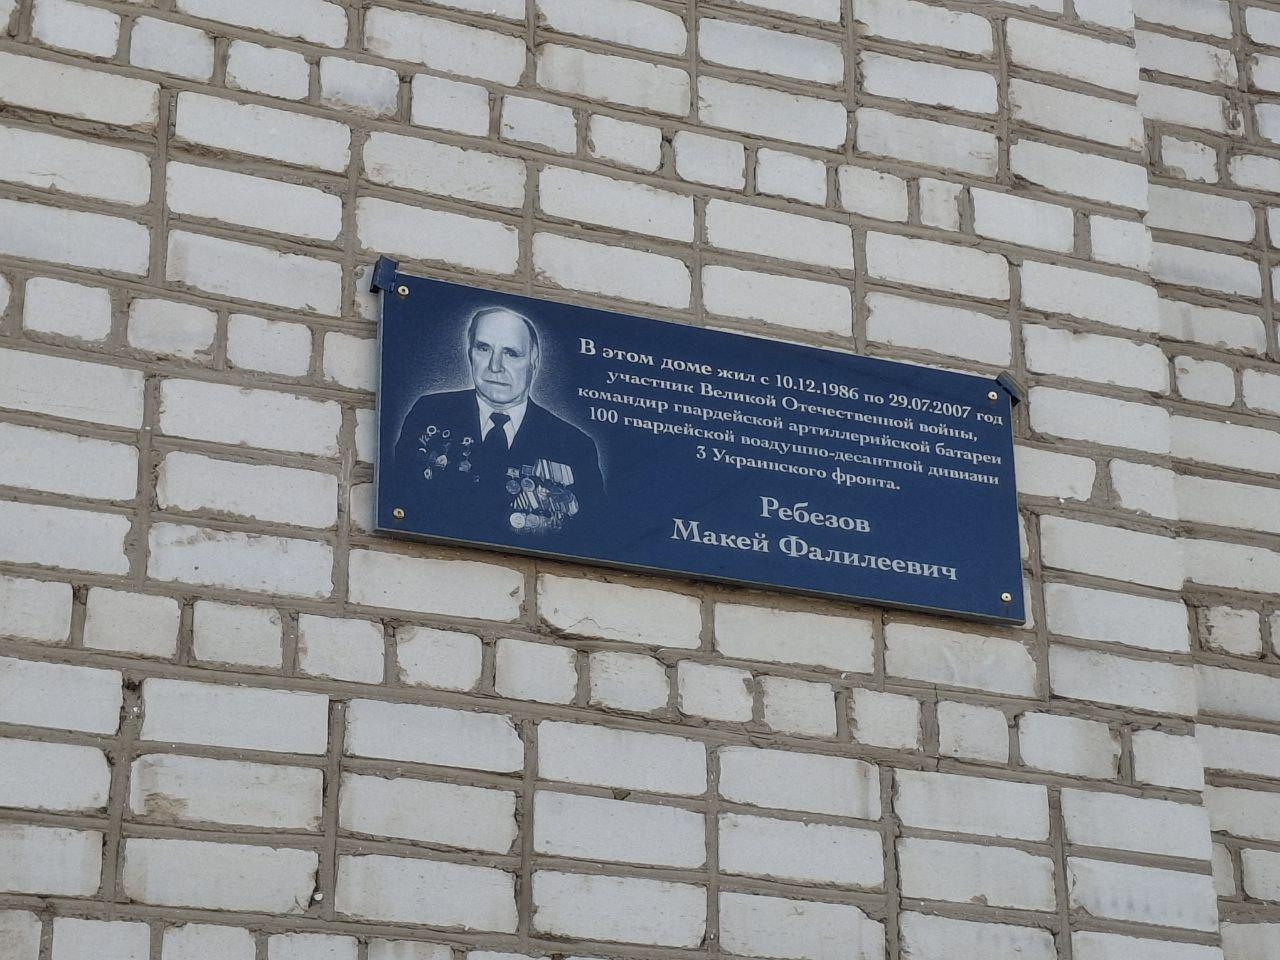 В этом доме жил с 10.12.1986 по 29.07.2007 год
участник Великой Отечественной войны,
командир гвардейской артиллерийской батареи
100 гвардейской воздушно-десантной дивизии
3 Украинского фронта.
Ребезов
Макей Фалилеевич